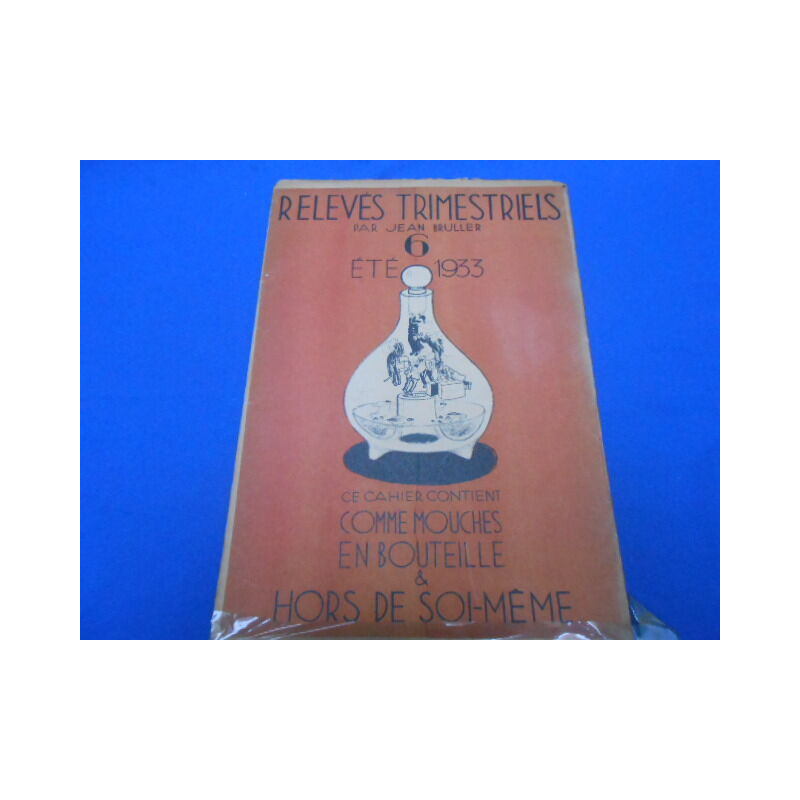 RELEVÉS TRIMESTRIELS
PAR JEAN BRULLER
6
ÉTÉ 1933
CE CAHIER CONTIENT
COMME MOUCHES
EN BOUTEILLE
&
HORS DE SOI-MÊME